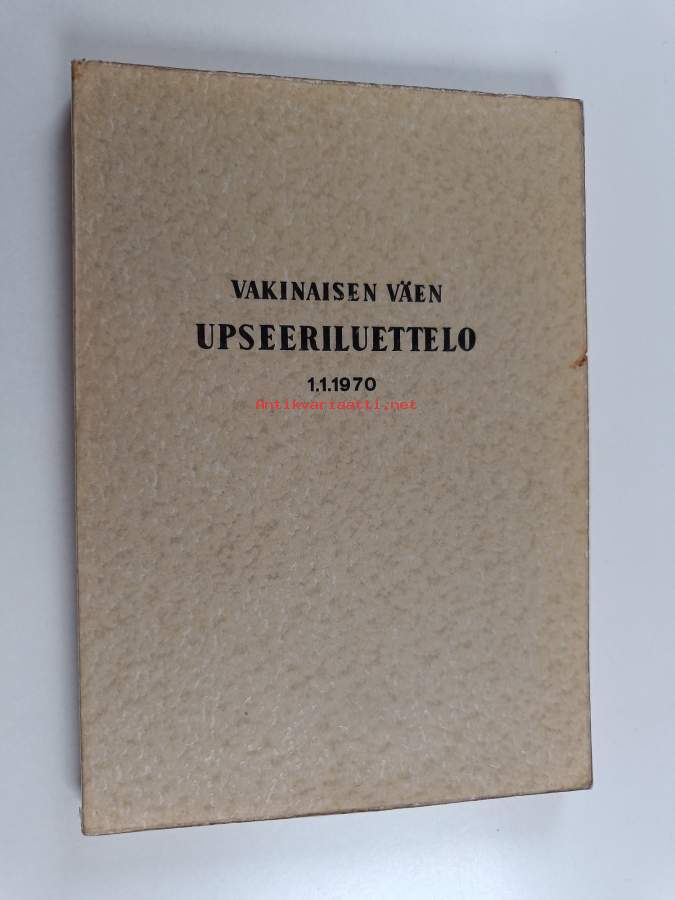 VAKINAISEN VÄEN
UPSEERILUETTELO
1.1.1970
Antikvariaatti.net